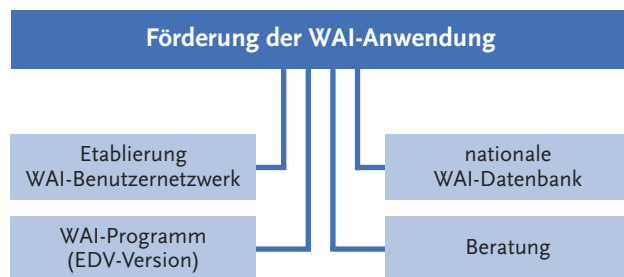 Förderung der WAI-Anwendung
Etablierung
WAI-Benutzernetzwerk
nationale
WAI-Datenbank
WAI-Programm
(EDV-Version)
Beratung